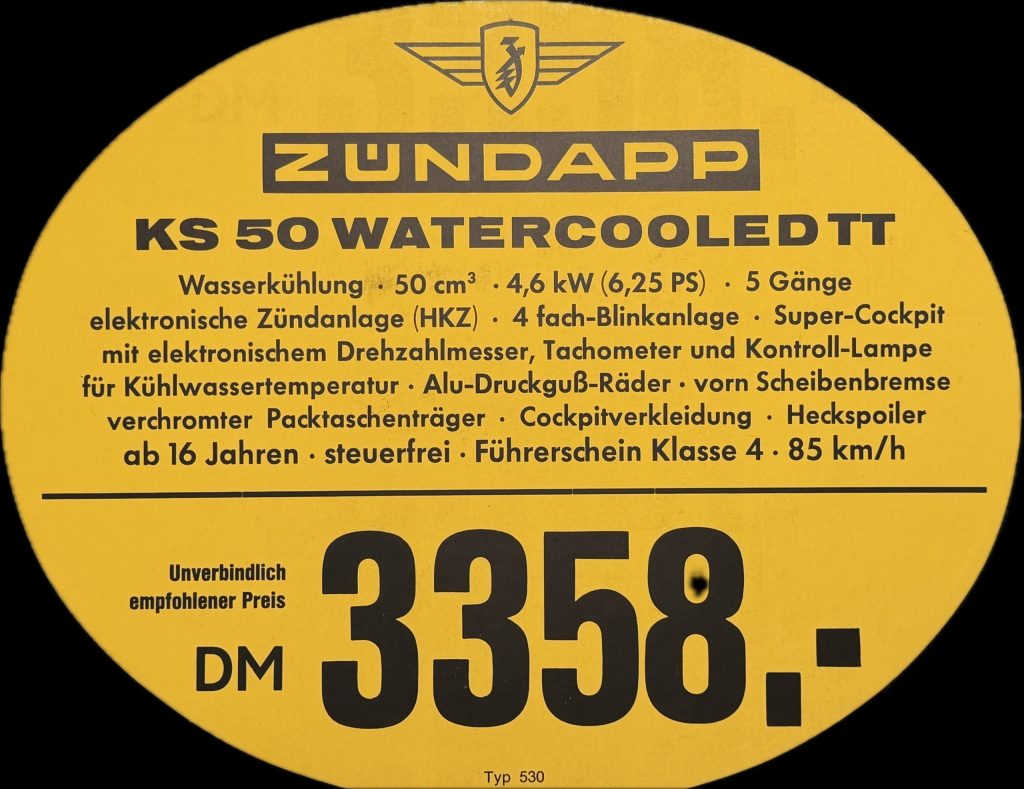 ZÜNDAPP
KS 50 WATERCOOLED TT
Wasserkühlung · 50 cm³ · 4,6 kW (6,25 PS) · 5 Gänge
elektronische Zündanlage (HKZ) · 4 fach-Blinkanlage · Super-Cockpit
mit elektronischem Drehzahlmesser, Tachometer und Kontroll-Lampe
für Kühlwassertemperatur · Alu-Druckguß-Räder · vorn Scheibenbremse
verchromter Packtaschenträger · Cockpitverkleidung · Heckspoiler
ab 16 Jahren · steuerfrei · Führerschein Klasse 4 · 85 km/h
Unverbindlich
empfohlener Preis
DM 3358,-
Typ 530